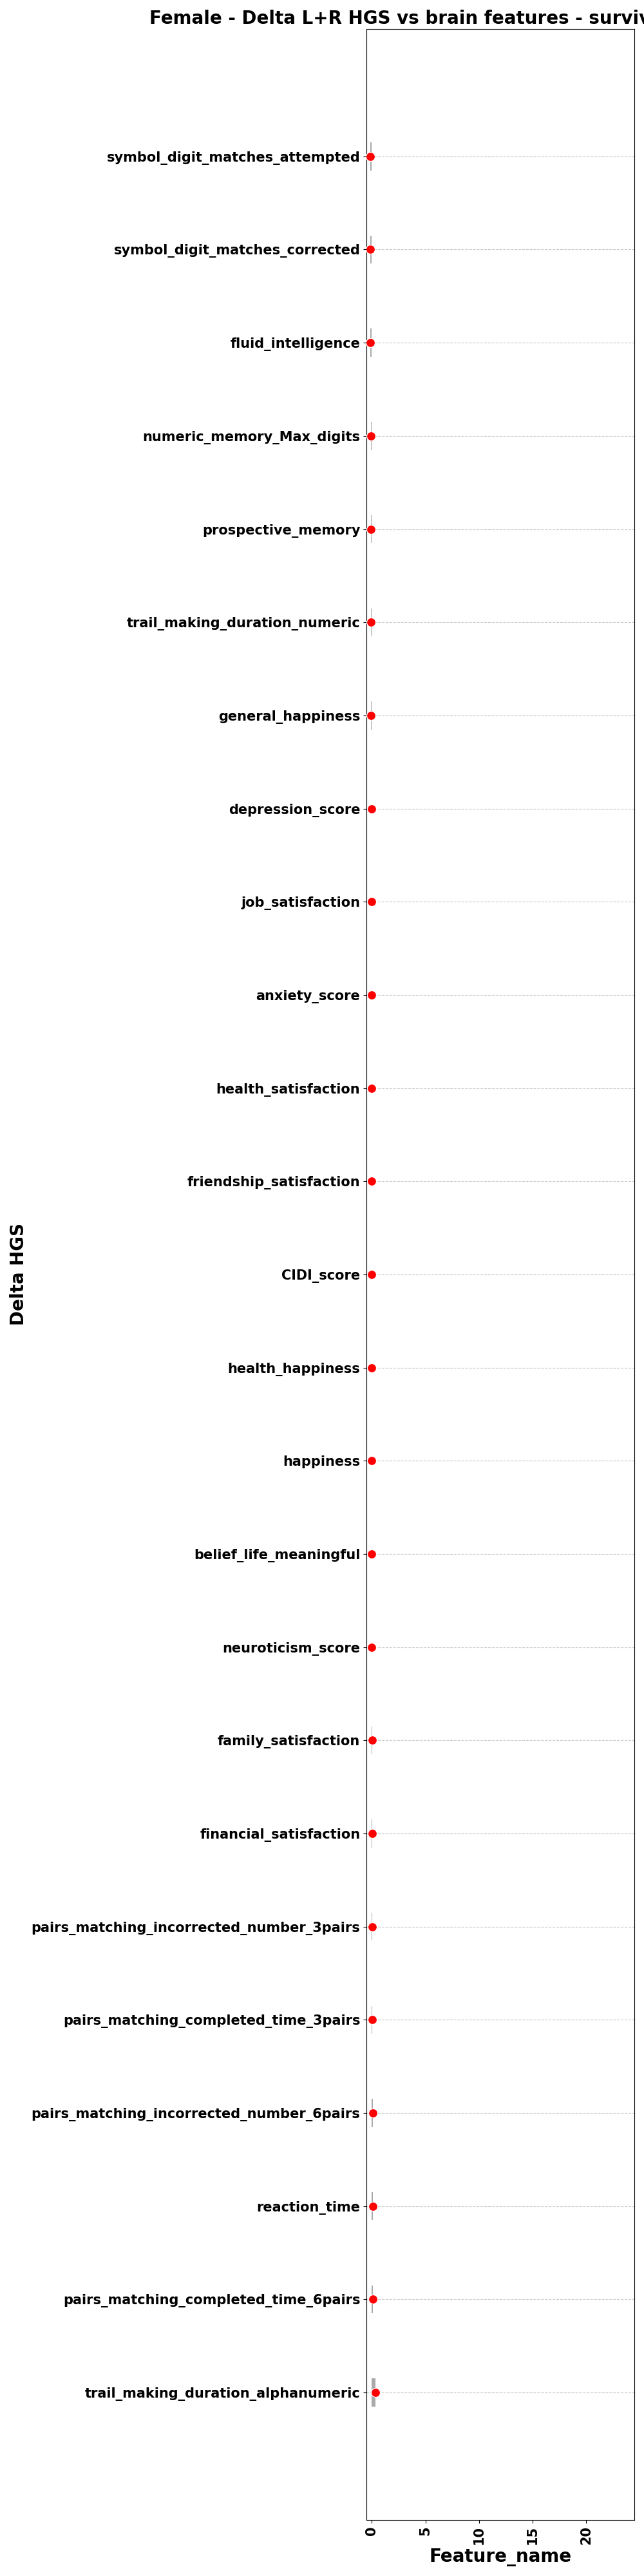 Female - Delta L+R HGS vs brain features - surviv
symbol_digit_matches_attempted
symbol_digit_matches_corrected
fluid_intelligence
numeric_memory_Max_digits
prospective_memory
trail_making_duration_numeric
general_happiness
depression_score
job_satisfaction
anxiety_score
health_satisfaction
friendship_satisfaction
CIDI_score
health_happiness
happiness
belief_life_meaningful
neuroticism_score
family_satisfaction
financial_satisfaction
pairs_matching_incorrected_number_3pairs
pairs_matching_completed_time_3pairs
pairs_matching_incorrected_number_6pairs
reaction_time
pairs_matching_completed_time_6pairs
trail_making_duration_alphanumeric
Delta HGS
0 5 10 15 20
Feature_name